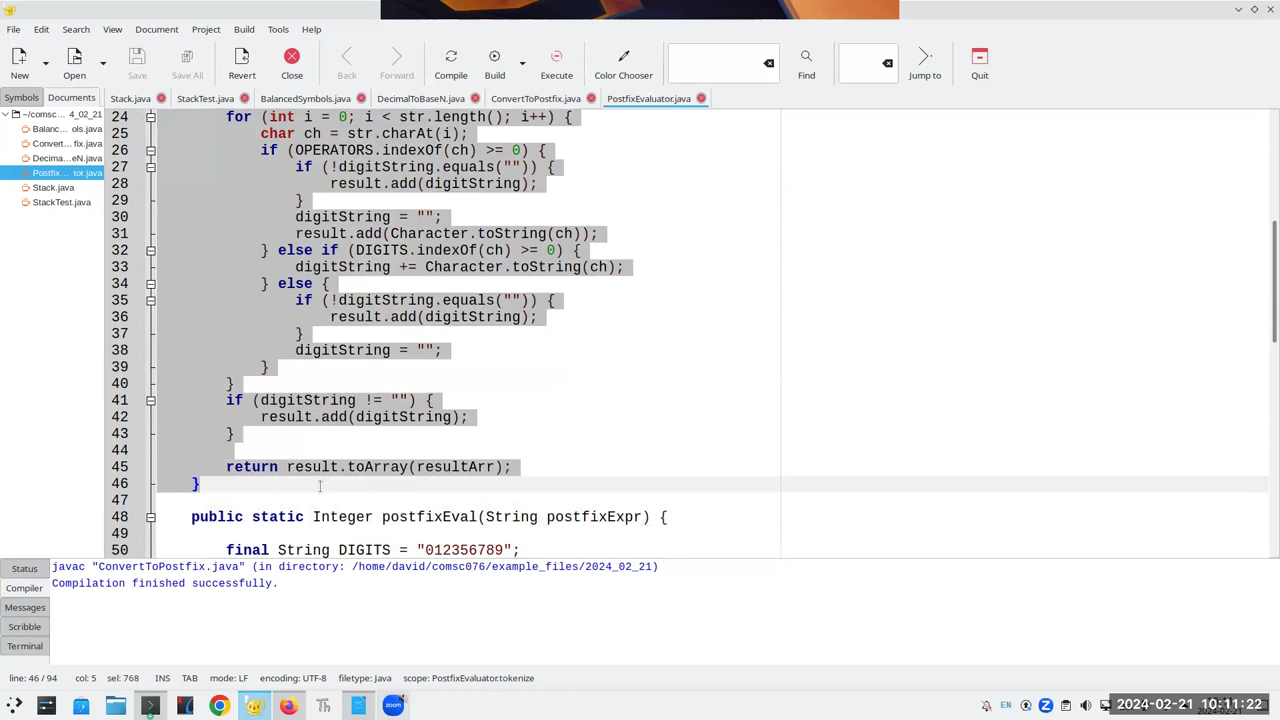 File Edit Search View Document Project Build Tools Help
New Open Save Save All Revert Close Back Forward Compile Build Execute Color Chooser Find Jump to Quit
Symbols Documents Stack.java StackTest.java BalancedSymbols.java DecimalToBaseN.java ConvertToPostfix.java PostfixEvaluator.java
~/comsc... 4_02_21
Balanc... ols.java
Convert... fix.java
Decima...eN.java
Postfix... tor.java
Stack.java
StackTest.java
24 for (int i = 0; i < str.length(); i++) {
25 char ch = str.charAt(i);
26 if (OPERATORS.indexOf(ch) >= 0) {
27 if (!digitString.equals("")) {
28 result.add(digitString);
29 }
30 digitString = "";
31 result.add(Character.toString(ch));
32 } else if (DIGITS.indexOf(ch) >= 0) {
33 digitString += Character.toString(ch);
34 } else {
35 if (!digitString.equals("")) {
36 result.add(digitString);
37 }
38 digitString = "";
39 }
40 }
41 if (digitString != "") {
42 result.add(digitString);
43 }
44
45 return result.toArray(resultArr);
46 }
47
48 public static Integer postfixEval(String postfixExpr) {
49
50 final String DIGITS = "012356789";
Status
Compiler
Messages
Scribble
Terminal
javac "ConvertToPostfix.java" (in directory: /home/david/comsc076/example_files/2024_02_21)
Compilation finished successfully.
line: 46 / 94 col: 5 sel: 768 INS TAB mode: LF encoding: UTF-8 filetype: Java scope: PostfixEvaluator.tokenize
Th zoom EN 2024-02-21 10:11:22